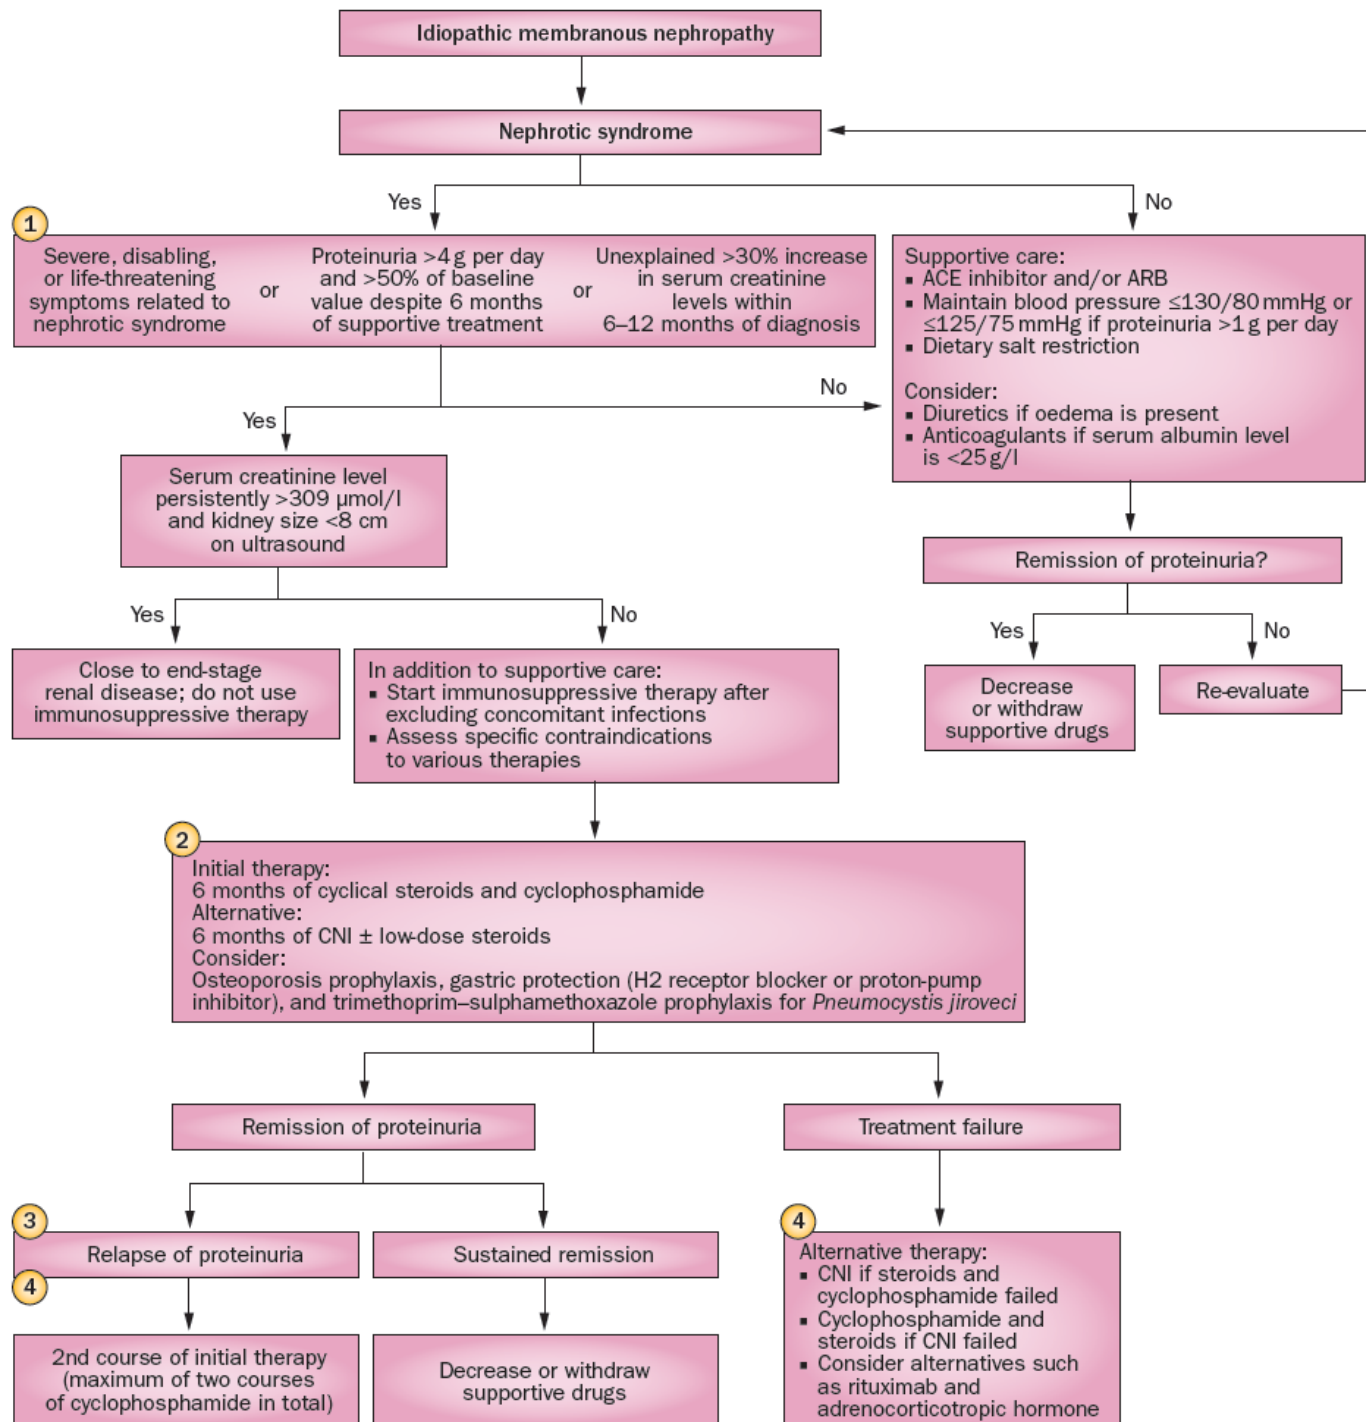 Idiopathic membranous nephropathy
Nephrotic syndrome
Yes
No
1
Severe, disabling,
or life-threatening
symptoms related to
nephrotic syndrome
or
Proteinuria >4 g per day
and >50% of baseline
value despite 6 months
of supportive treatment
or
Unexplained >30% increase
in serum creatinine
levels within
6–12 months of diagnosis
Supportive care:
▪ ACE inhibitor and/or ARB
▪ Maintain blood pressure ≤130/80 mmHg or
≤125/75 mmHg if proteinuria >1 g per day
▪ Dietary salt restriction
Consider:
▪ Diuretics if oedema is present
▪ Anticoagulants if serum albumin level
is <25 g/l
No
Yes
Serum creatinine level
persistently >309 µmol/l
and kidney size <8 cm
on ultrasound
Remission of proteinuria?
Yes
No
Yes
No
Close to end-stage
renal disease; do not use
immunosuppressive therapy
In addition to supportive care:
▪ Start immunosuppressive therapy after
excluding concomitant infections
▪ Assess specific contraindications
to various therapies
Decrease
or withdraw
supportive drugs
Re-evaluate
2
Initial therapy:
6 months of cyclical steroids and cyclophosphamide
Alternative:
6 months of CNI ± low-dose steroids
Consider:
Osteoporosis prophylaxis, gastric protection (H2 receptor blocker or proton-pump
inhibitor), and trimethoprim–sulphamethoxazole prophylaxis for Pneumocystis jiroveci
Remission of proteinuria
Treatment failure
3
Relapse of proteinuria
4
Sustained remission
4
Alternative therapy:
▪ CNI if steroids and
cyclophosphamide failed
▪ Cyclophosphamide and
steroids if CNI failed
▪ Consider alternatives such
as rituximab and
adrenocorticotropic hormone
2nd course of initial therapy
(maximum of two courses
of cyclophosphamide in total)
Decrease or withdraw
supportive drugs